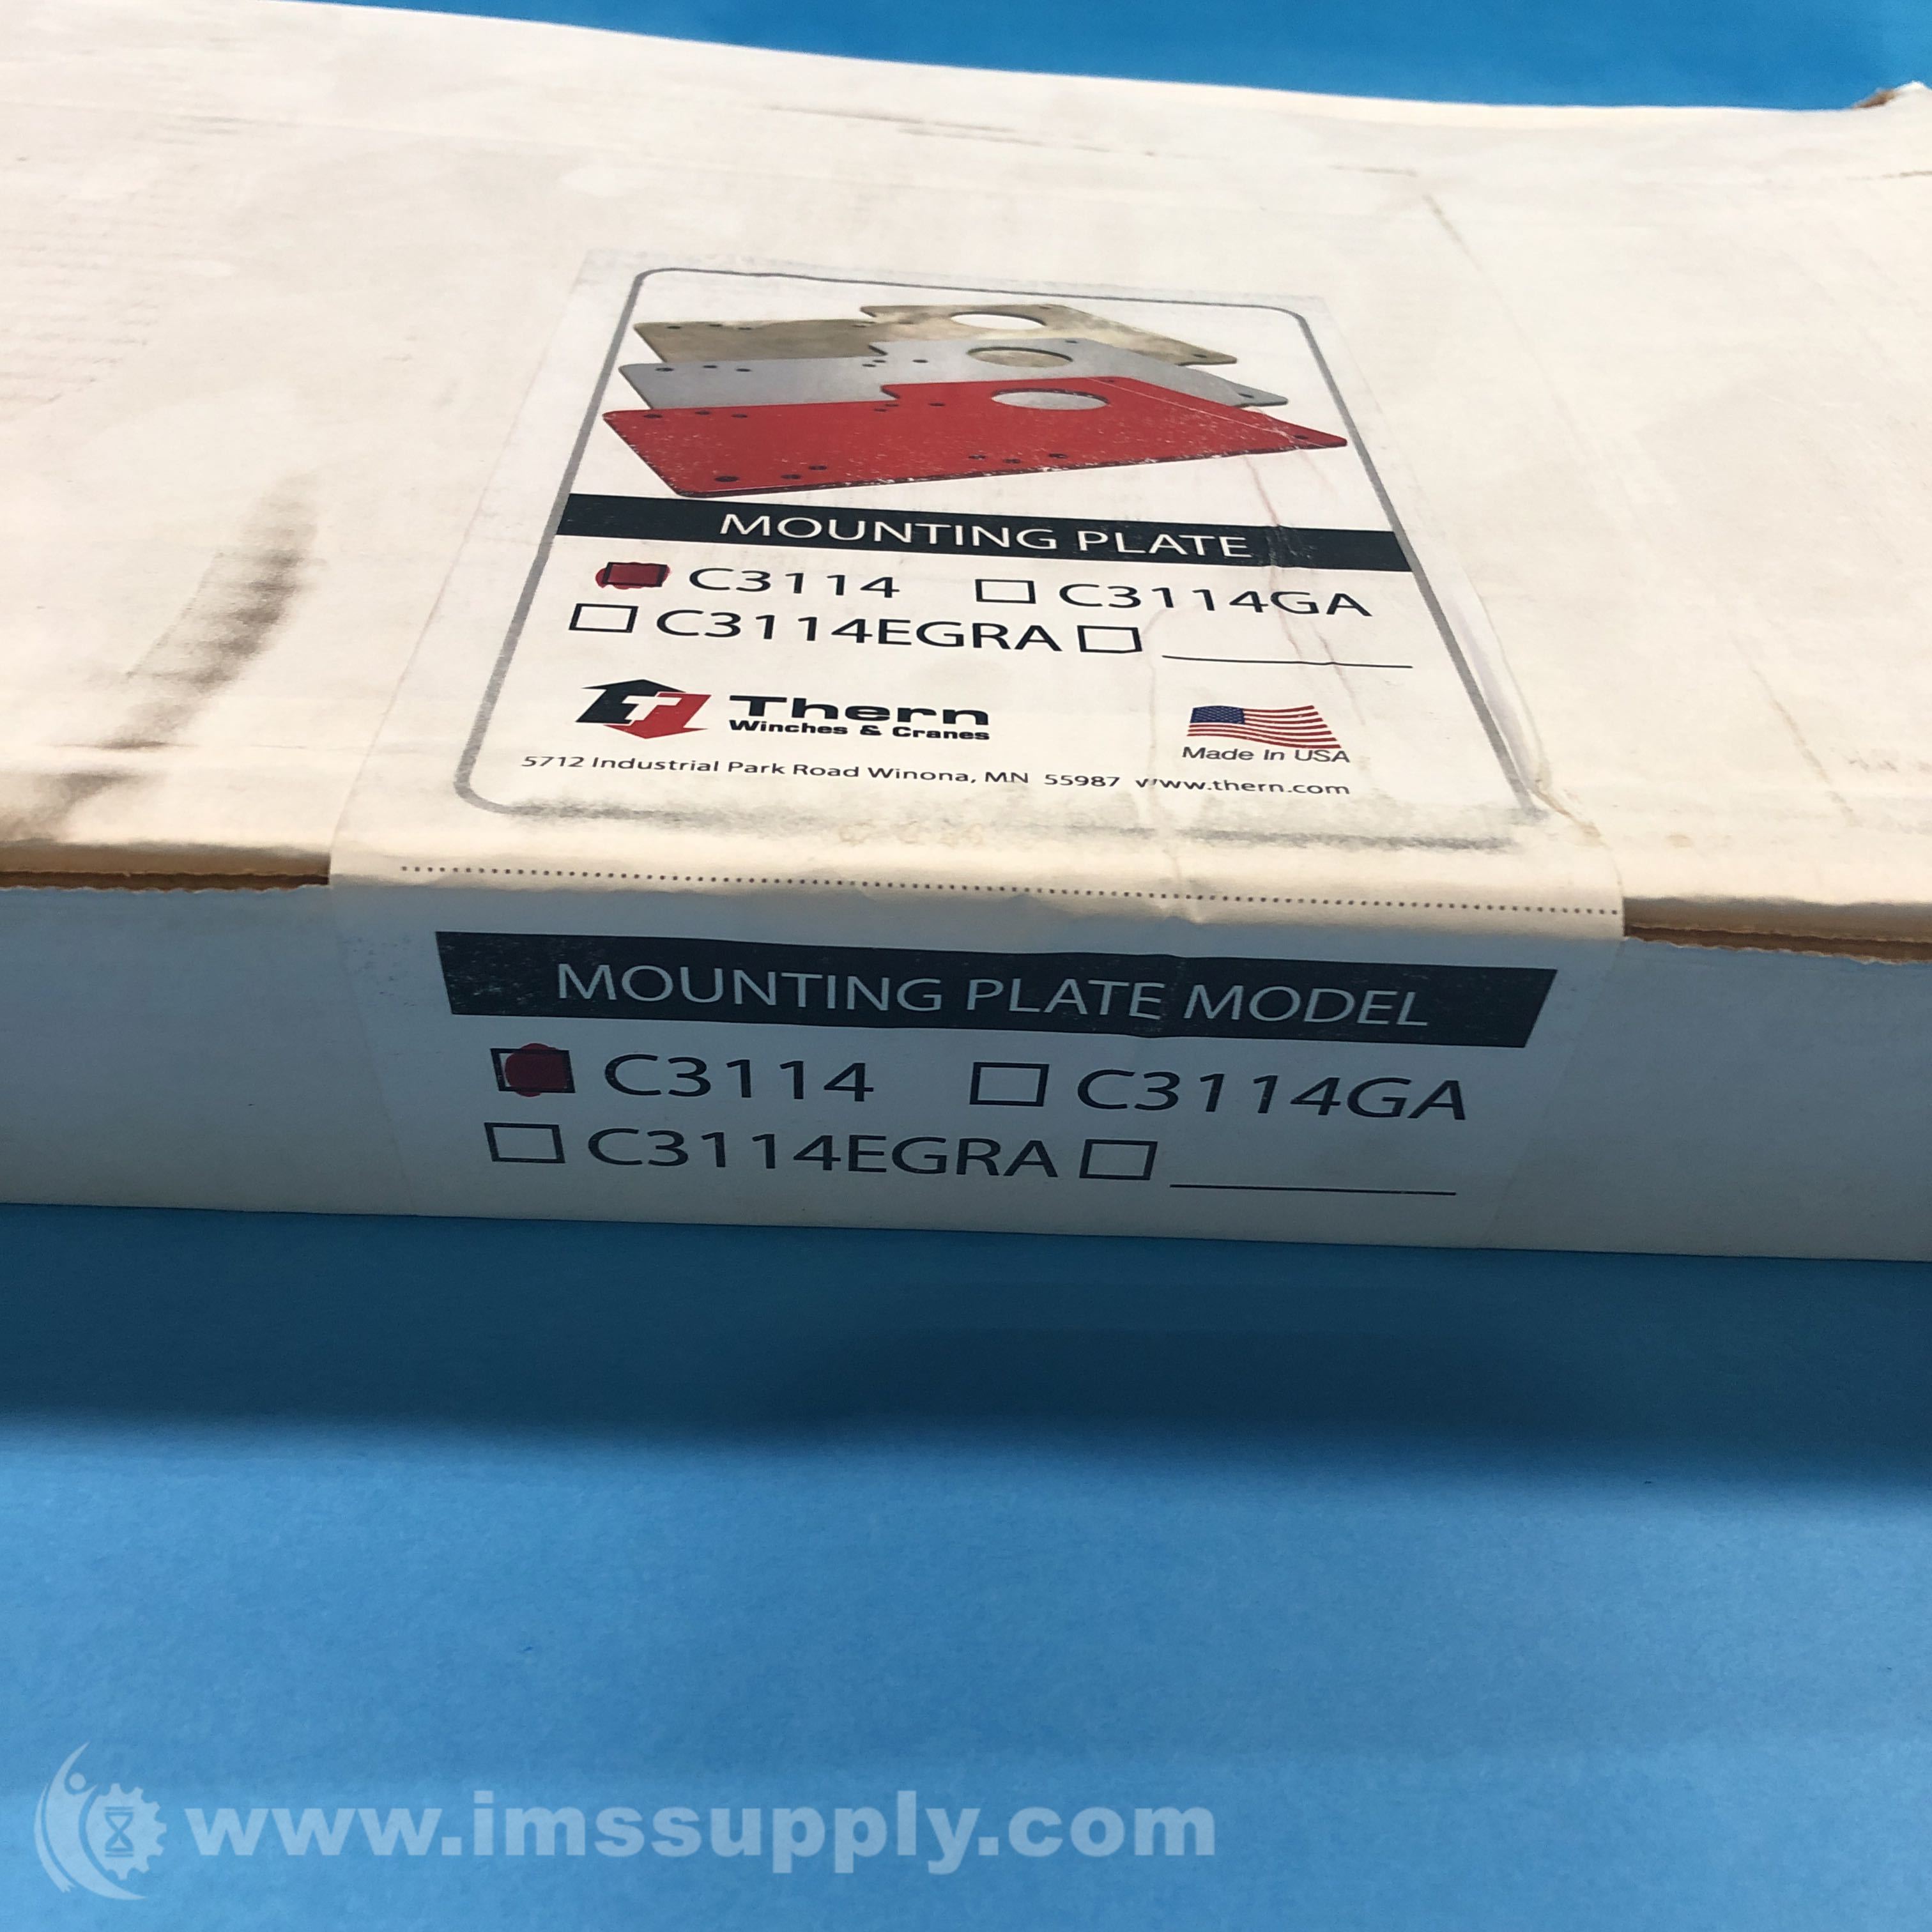 MOUNTING PLATE
C3114 C3114GA
C3114EGRA
Thern
Winches & Cranes
Made In USA
5712 Industrial Park Road Winona, MN 55987 www.thern.com
MOUNTING PLATE MODEL
C3114 C3114GA
C3114EGRA
www.imssupply.com